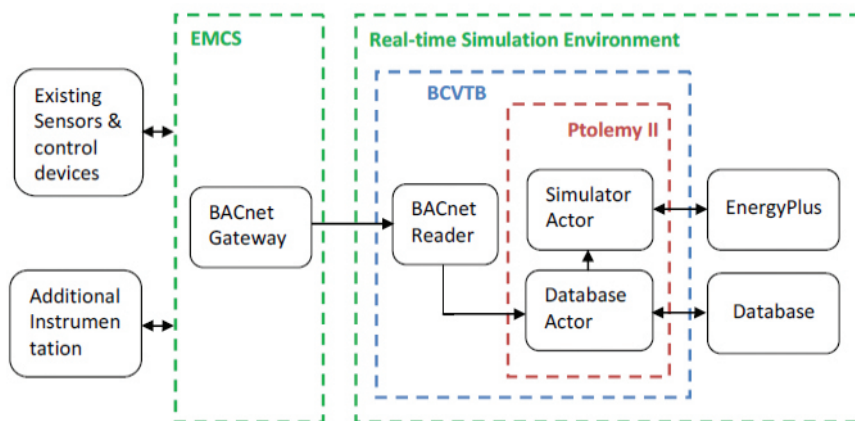 EMCS
Real-time Simulation Environment
BCVTB
Ptolemy II
Existing
Sensors &
control
devices
BACnet
Gateway
BACnet
Reader
Simulator
Actor
EnergyPlus
Additional
Instrumen
tation
Database
Actor
Database